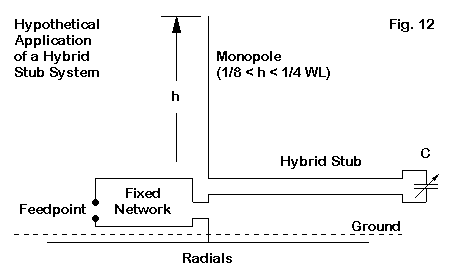 Hypothetical
Application
of a Hybrid
Stub System
Fig. 12
Monopole
(1/8 < h < 1/4 WL)
h
Hybrid Stub
C
Fixed
Network
Feedpoint
Ground
Radials